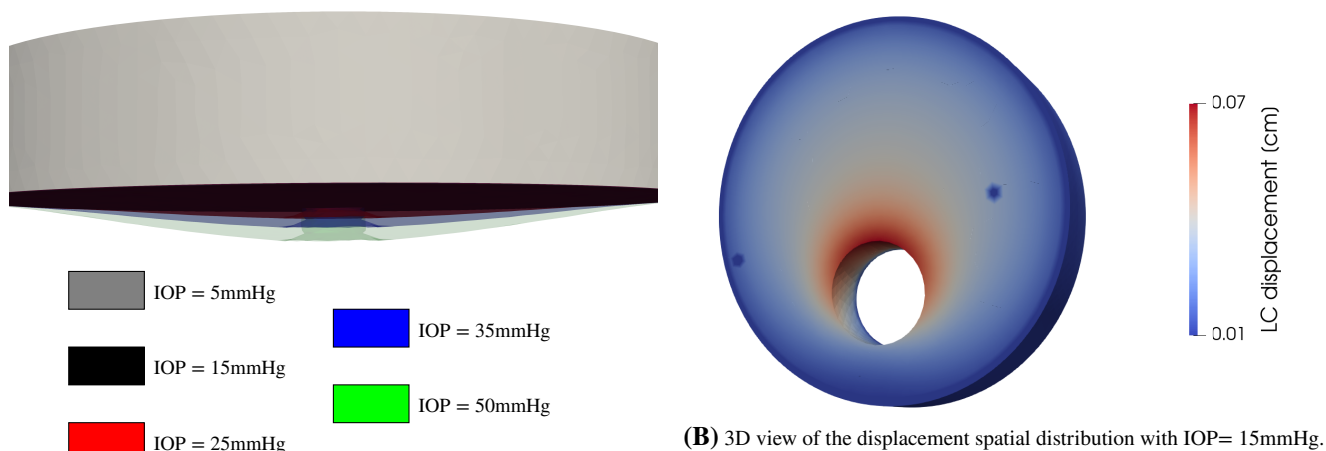 IOP = 5mmHg
IOP = 15mmHg
IOP = 25mmHg
IOP = 35mmHg
IOP = 50mmHg
0.07
0.01
LC displacement (cm)
(B) 3D view of the displacement spatial distribution with IOP= 15mmHg.